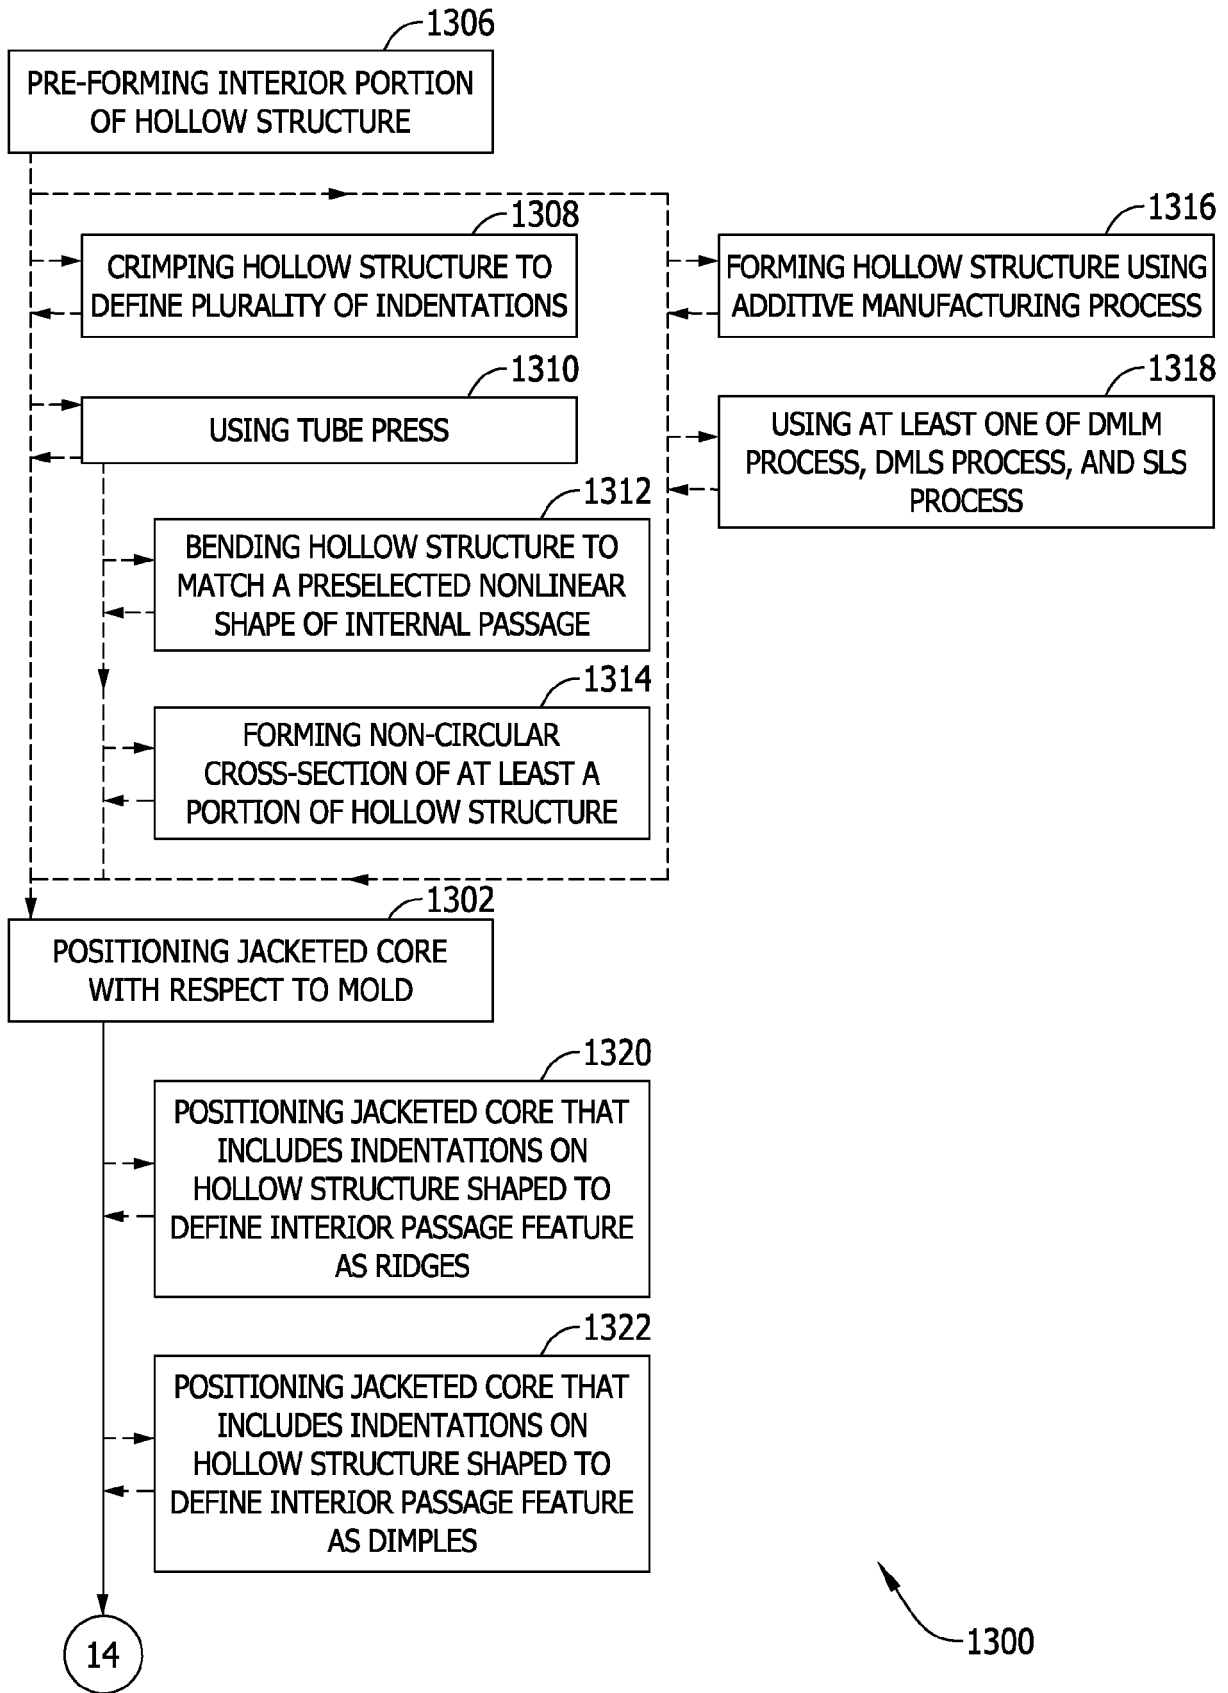 1306
PRE-FORMING INTERIOR PORTION
OF HOLLOW STRUCTURE
1308
CRIMPING HOLLOW STRUCTURE TO
DEFINE PLURALITY OF INDENTATIONS
1310
USING TUBE PRESS
1312
BENDING HOLLOW STRUCTURE TO
MATCH A PRESELECTED NONLINEAR
SHAPE OF INTERNAL PASSAGE
1314
FORMING NON-CIRCULAR
CROSS-SECTION OF AT LEAST A
PORTION OF HOLLOW STRUCTURE
1316
FORMING HOLLOW STRUCTURE USING
ADDITIVE MANUFACTURING PROCESS
1318
USING AT LEAST ONE OF DMLM
PROCESS, DMLS PROCESS, AND SLS
PROCESS
1302
POSITIONING JACKETED CORE
WITH RESPECT TO MOLD
1320
POSITIONING JACKETED CORE THAT
INCLUDES INDENTATIONS ON
HOLLOW STRUCTURE SHAPED TO
DEFINE INTERIOR PASSAGE FEATURE
AS RIDGES
1322
POSITIONING JACKETED CORE THAT
INCLUDES INDENTATIONS ON
HOLLOW STRUCTURE SHAPED TO
DEFINE INTERIOR PASSAGE FEATURE
AS DIMPLES
14
1300